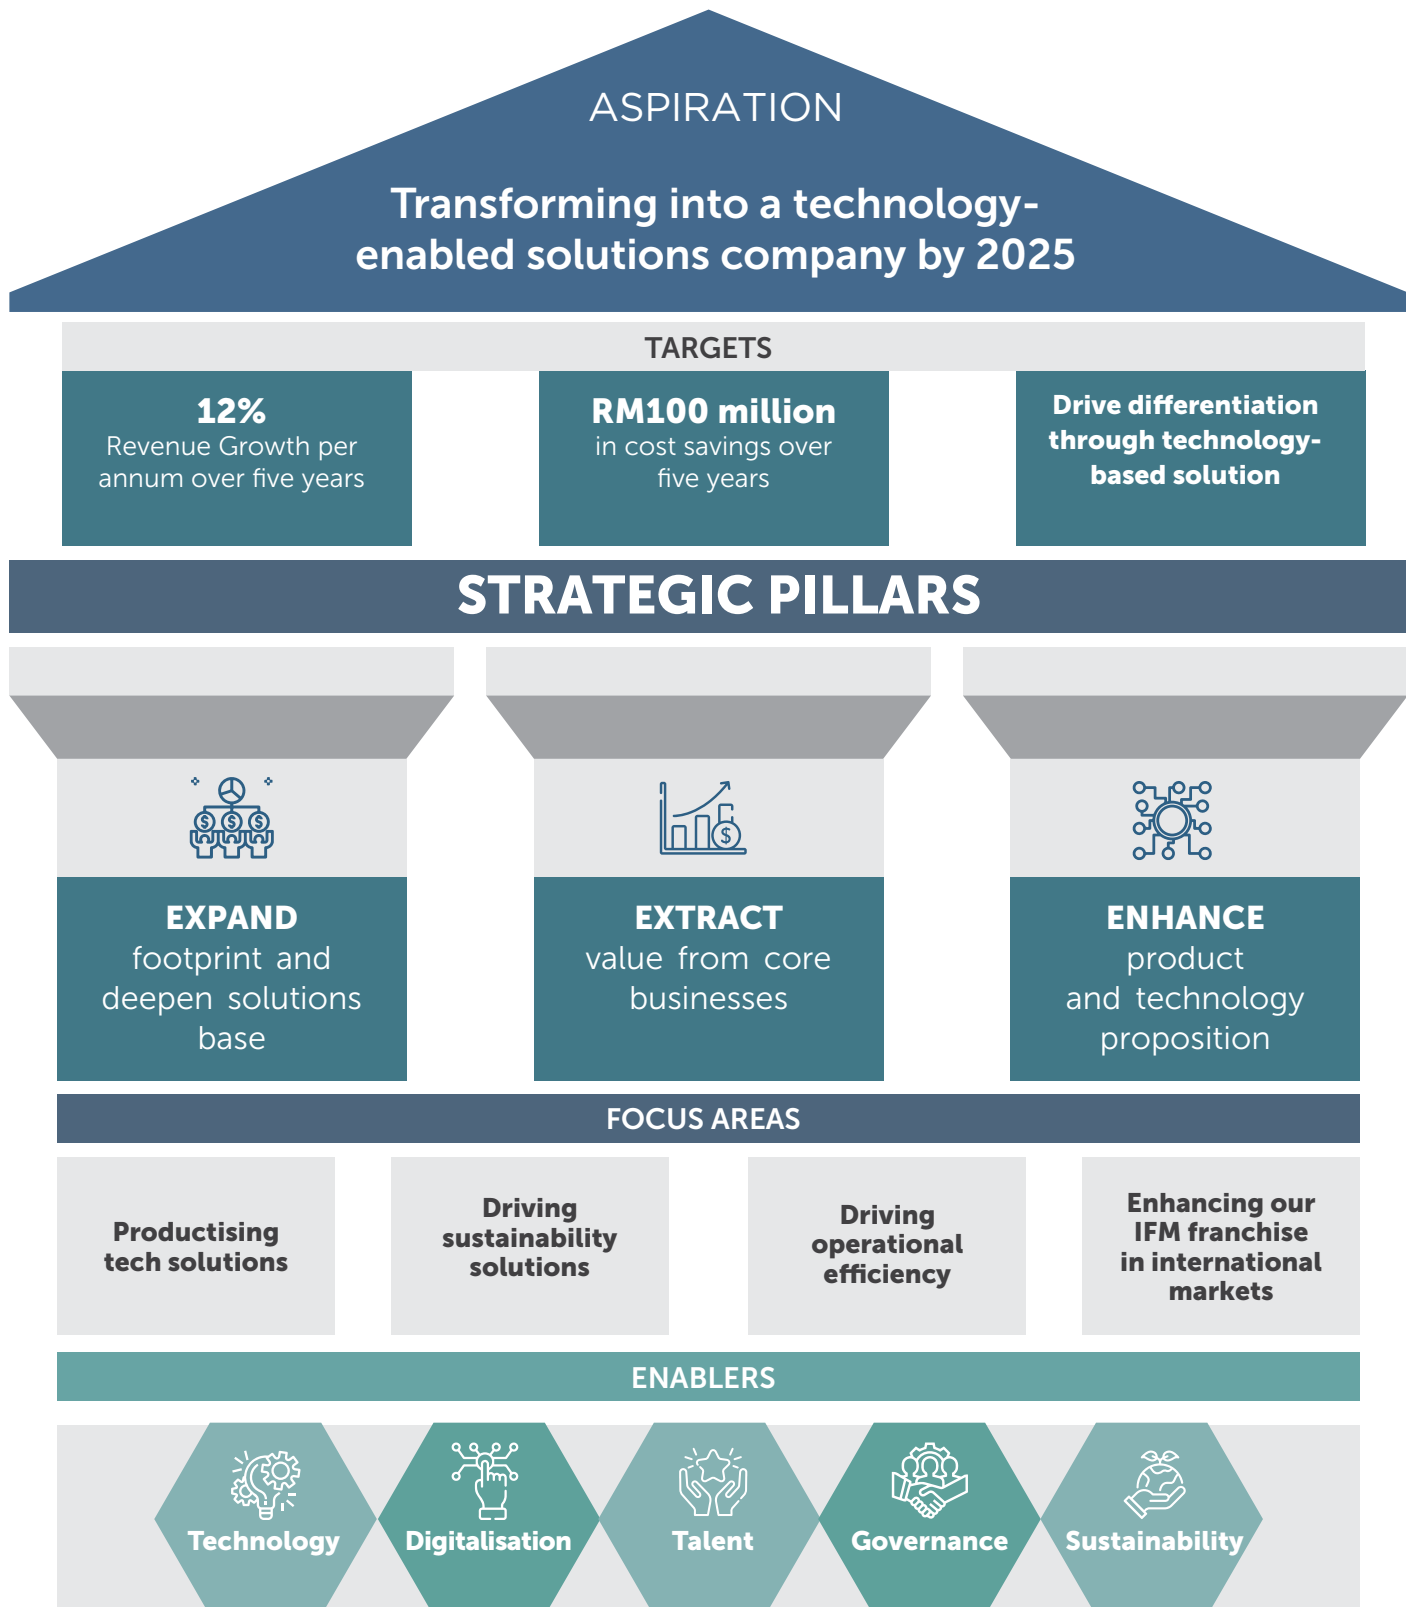 ASPIRATION
Transforming into a technology-
enabled solutions company by 2025
TARGETS
12%
Revenue Growth per
annum over five years
RM100 million
in cost savings over
five years
Drive differentiation
through technology-
based solution
STRATEGIC PILLARS
EXPAND
footprint and
deepen solutions
base
EXTRACT
value from core
businesses
ENHANCE
product
and technology
proposition
FOCUS AREAS
Productising
tech solutions
Driving
sustainability
solutions
Driving
operational
efficiency
Enhancing our
IFM franchise
in international
markets
ENABLERS
Technology
Digitalisation
Talent
Governance
Sustainability